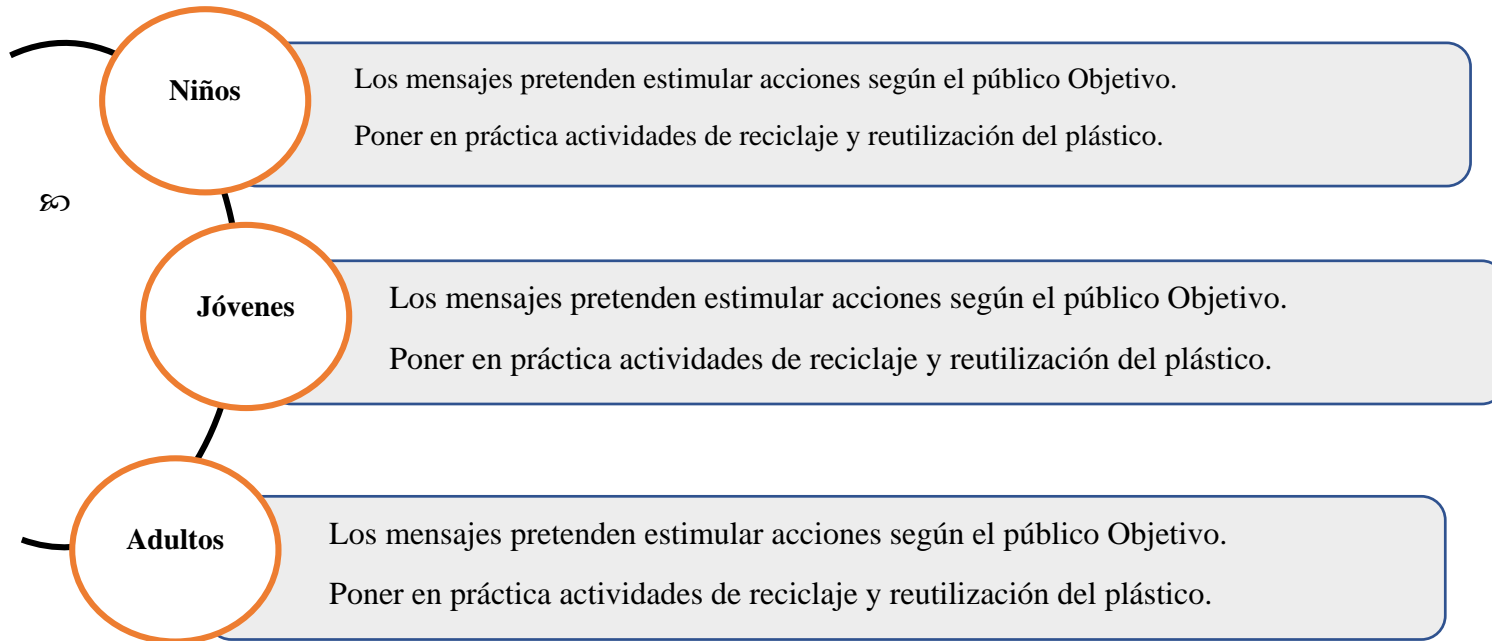 Niños
Los mensajes pretenden estimular acciones según el público Objetivo.
Poner en práctica actividades de reciclaje y reutilización del plástico.
Jóvenes
Los mensajes pretenden estimular acciones según el público Objetivo.
Poner en práctica actividades de reciclaje y reutilización del plástico.
Adultos
Los mensajes pretenden estimular acciones según el público Objetivo.
Poner en práctica actividades de reciclaje y reutilización del plástico.